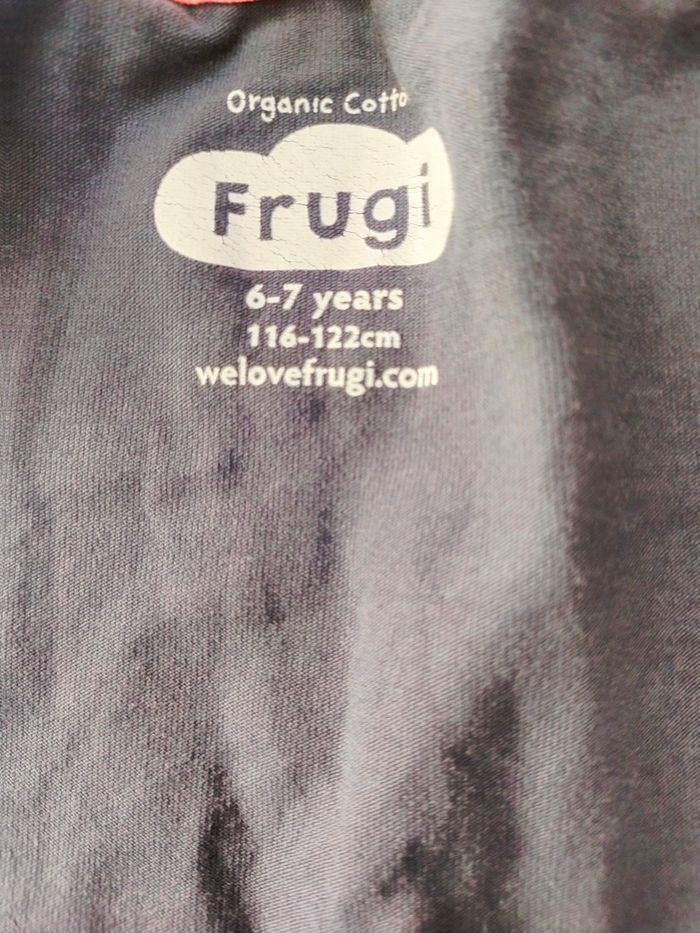 Organic Cotto
Frugi
6-7 years
116-122cm
welovefrugi.com